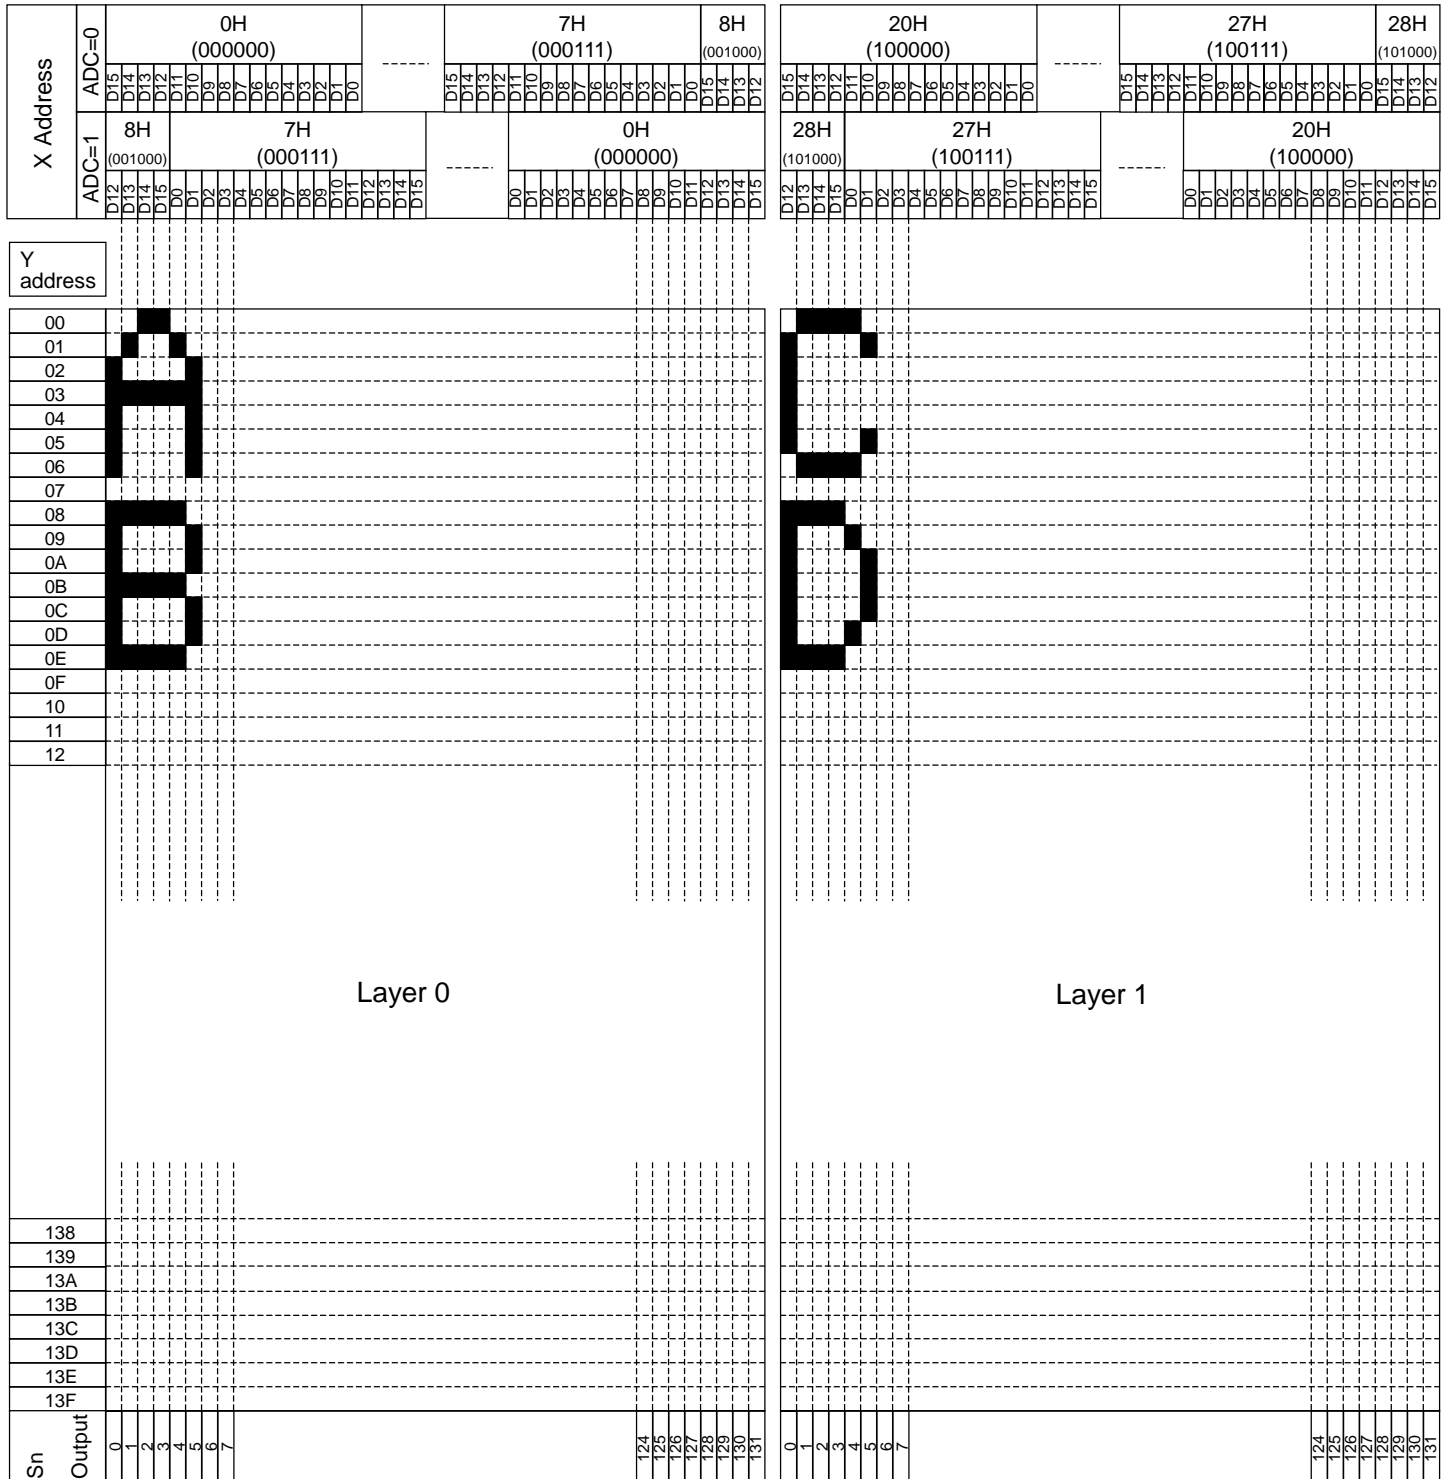 X Address
ADC=0
0H 7H 8H 20H 27H 28H
(000000) (000111) (001000) (100000) (100111) (101000)
D15 D14 D13 D12 D11 D10 D9 D8 D7 D6 D5 D4 D3 D2 D1 D0 D15 D14 D13 D12 D11 D10 D9 D8 D7 D6 D5 D4 D3 D2 D1 D0 D15 D14 D13 D12 D15 D14 D13 D12 D11 D10 D9 D8 D7 D6 D5 D4 D3 D2 D1 D0 D15 D14 D13 D12 D11 D10 D9 D8 D7 D6 D5 D4 D3 D2 D1 D0 D15 D14 D13 D12
ADC=1
8H 7H 0H 28H 27H 20H
(001000) (000111) (000000) (101000) (100111) (100000)
D12 D13 D14 D15 D0 D1 D2 D3 D4 D5 D6 D7 D8 D9 D10 D11 D12 D13 D14 D15 D0 D1 D2 D3 D4 D5 D6 D7 D8 D9 D10 D11 D12 D13 D14 D15 D12 D13 D14 D15 D0 D1 D2 D3 D4 D5 D6 D7 D8 D9 D10 D11 D12 D13 D14 D15 D0 D1 D2 D3 D4 D5 D6 D7 D8 D9 D10 D11 D12 D13 D14 D15
Y
address
00
01
02
03
04
05
06
07
08
09
0A
0B
0C
0D
0E
0F
10
11
12
A C
B D
Layer 0 Layer 1
138
139
13A
13B
13C
13D
13E
13F
Sn
Output
0 1 2 3 4 5 6 7 124 125 126 127 128 129 130 131 0 1 2 3 4 5 6 7 124 125 126 127 128 129 130 131